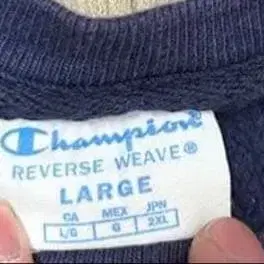 Champion
REVERSE WEAVE®
LARGE
CA MEX JPN
L/G G 2XL